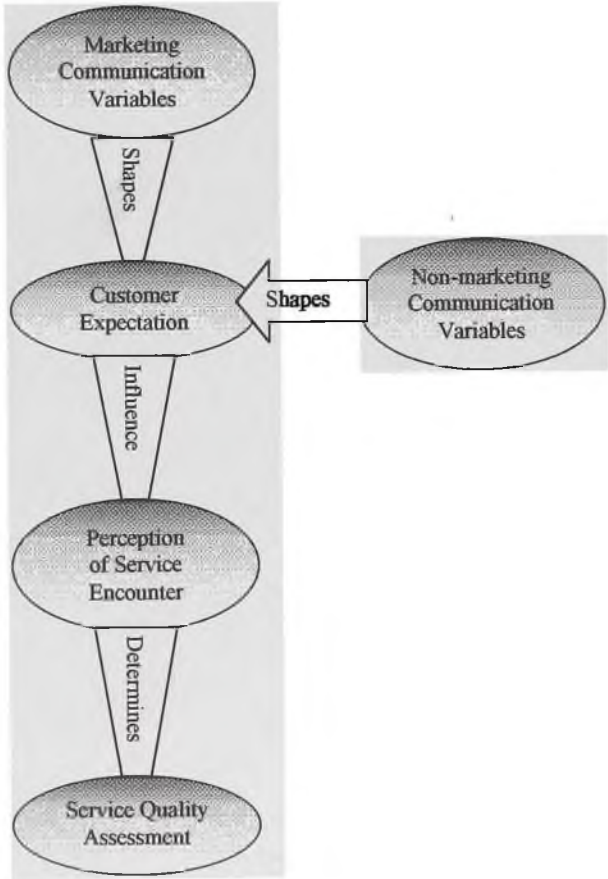 Marketing
Communication
Variables
Shapes
Customer
Expectation
Shapes
Non-marketing
Communication
Variables
Influence
Perception
of Service
Encounter
Determines
Service Quality
Assessment